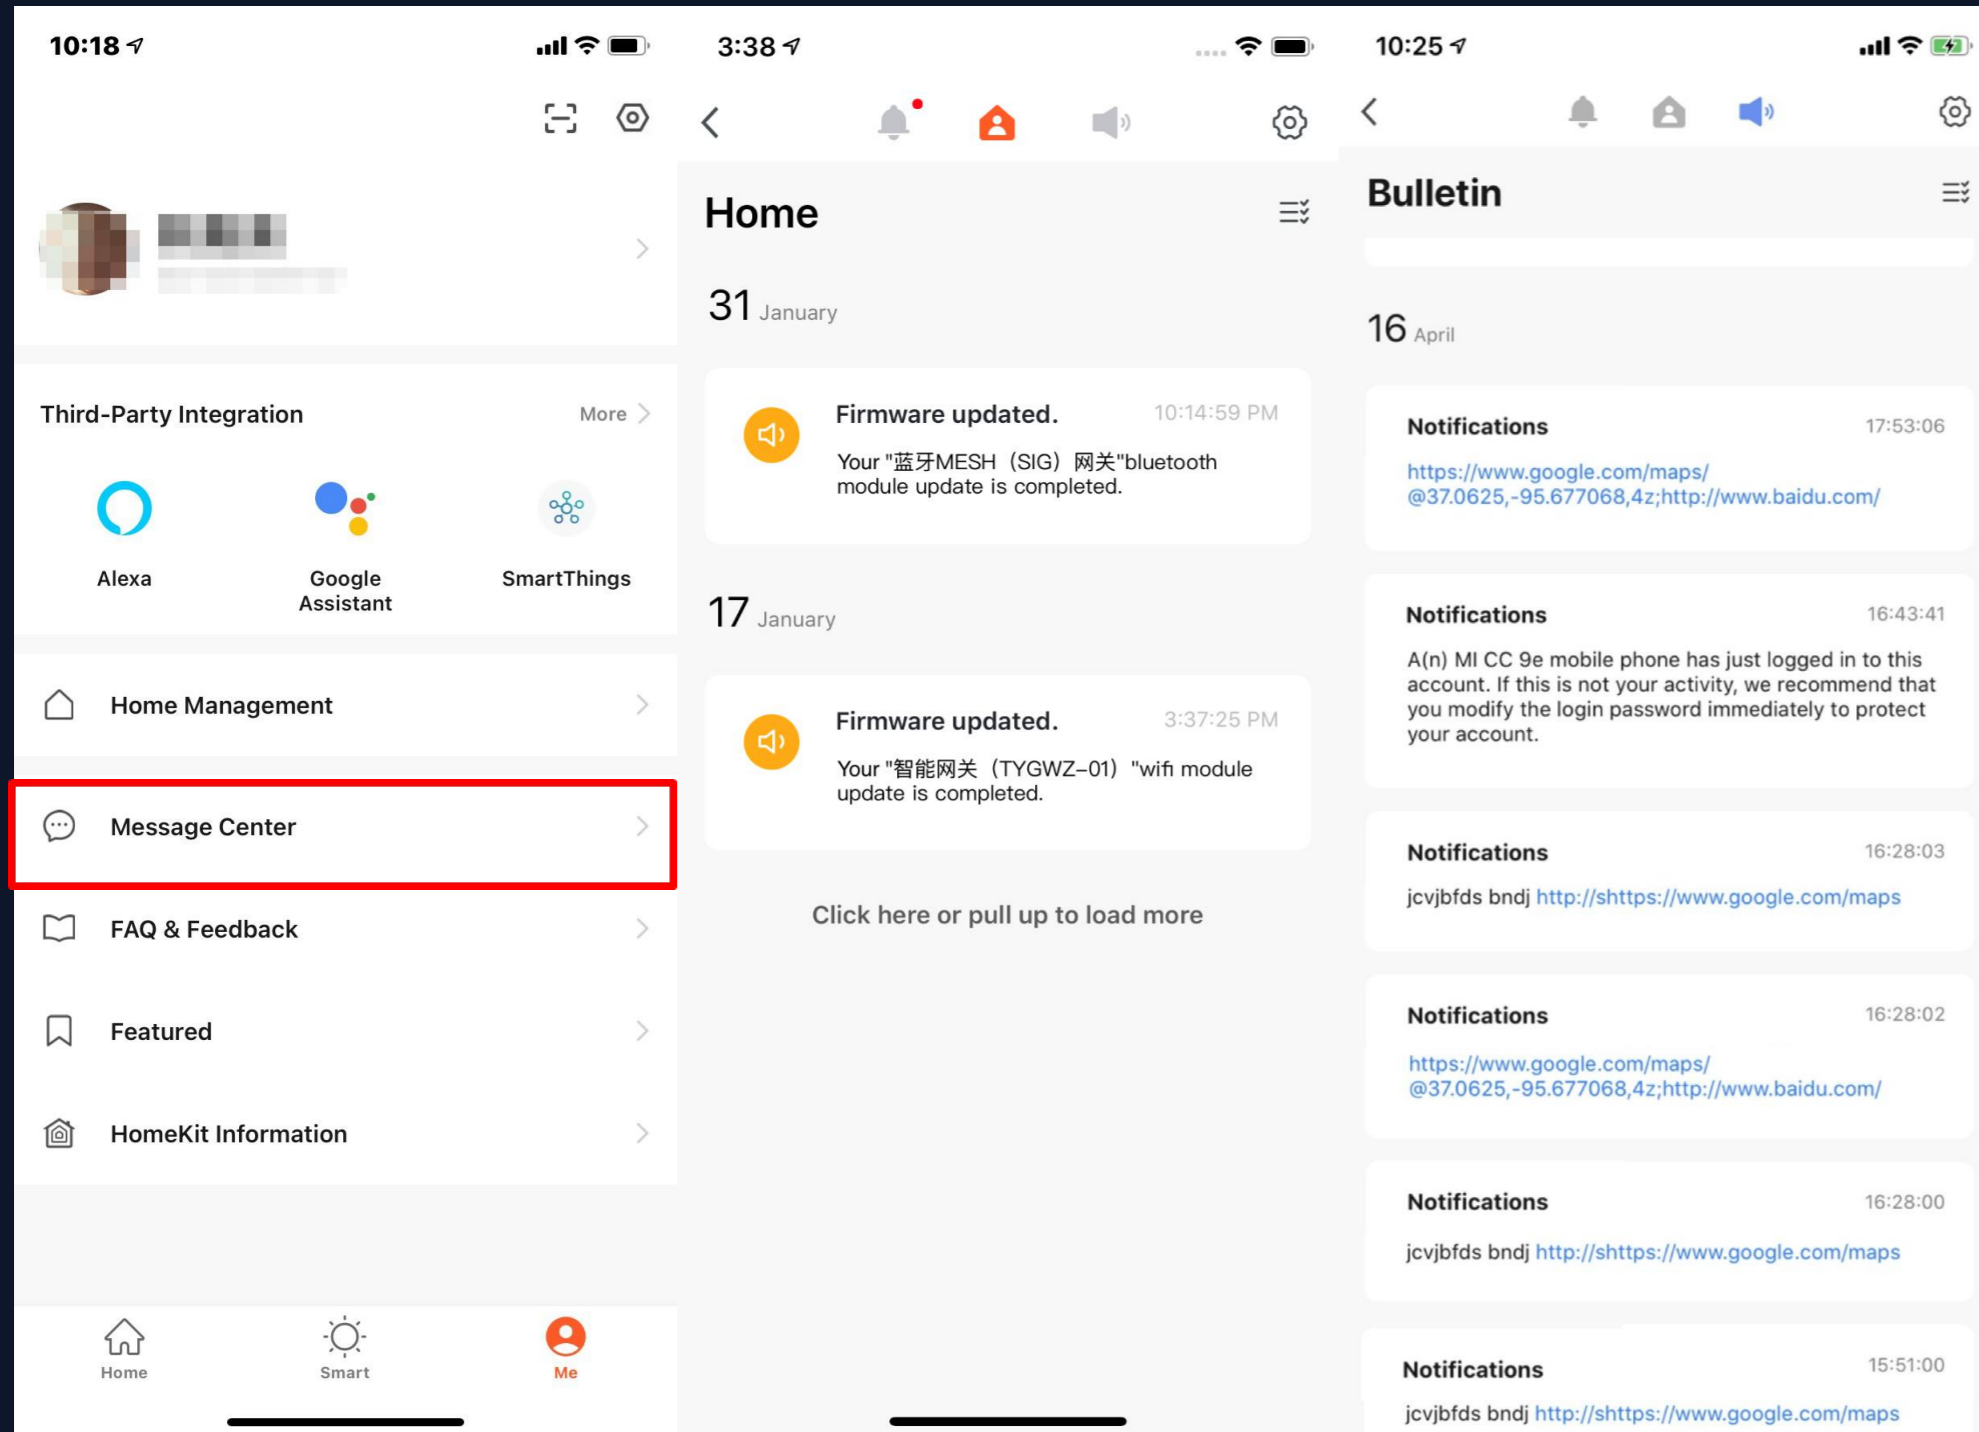 10:18
Third-Party Integration
More
Alexa
Google
Assistant
SmartThings
Home Management
Message Center
FAQ & Feedback
Featured
HomeKit Information
Home
Smart
Me
3:38
Home
31 January
Firmware updated.
10:14:59 PM
Your "蓝牙MESH（SIG）网关"bluetooth
module update is completed.
17 January
Firmware updated.
3:37:25 PM
Your "智能网关（TYGWZ-01）"wifi module
update is completed.
Click here or pull up to load more
10:25
Bulletin
16 April
Notifications
17:53:06
https://www.google.com/maps/
@37.0625,-95.677068,4z;http://www.baidu.com/
Notifications
16:43:41
A(n) MI CC 9e mobile phone has just logged in to this
account. If this is not your activity, we recommend that
you modify the login password immediately to protect
your account.
Notifications
16:28:03
jcvjbfds bndj http://shttps://www.google.com/maps
Notifications
16:28:02
https://www.google.com/maps/
@37.0625,-95.677068,4z;http://www.baidu.com/
Notifications
16:28:00
jcvjbfds bndj http://shttps://www.google.com/maps
Notifications
15:51:00
jcvjbfds bndj http://shttps://www.google.com/maps